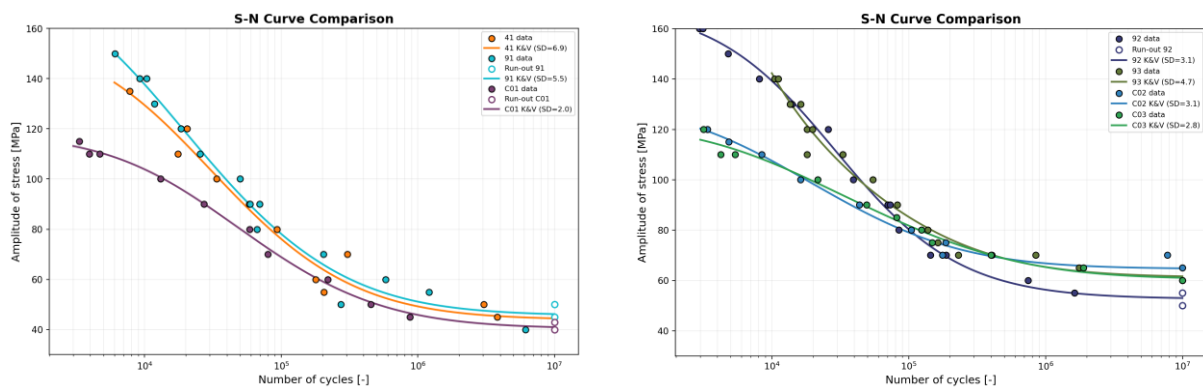 S-N Curve Comparison
160
140
120
100
80
60
40
Amplitude of stress [MPa]
10⁴
10⁵
10⁶
10⁷
Number of cycles [-]
41 data
41 K&V (SD=6.9)
91 data
Run-out 91
91 K&V (SD=5.5)
C01 data
Run-out C01
C01 K&V (SD=2.0)
S-N Curve Comparison
160
140
120
100
80
60
40
Amplitude of stress [MPa]
10⁴
10⁵
10⁶
10⁷
Number of cycles [-]
92 data
Run-out 92
92 K&V (SD=3.1)
93 data
93 K&V (SD=4.7)
C02 data
C02 K&V (SD=3.1)
C03 data
C03 K&V (SD=2.8)